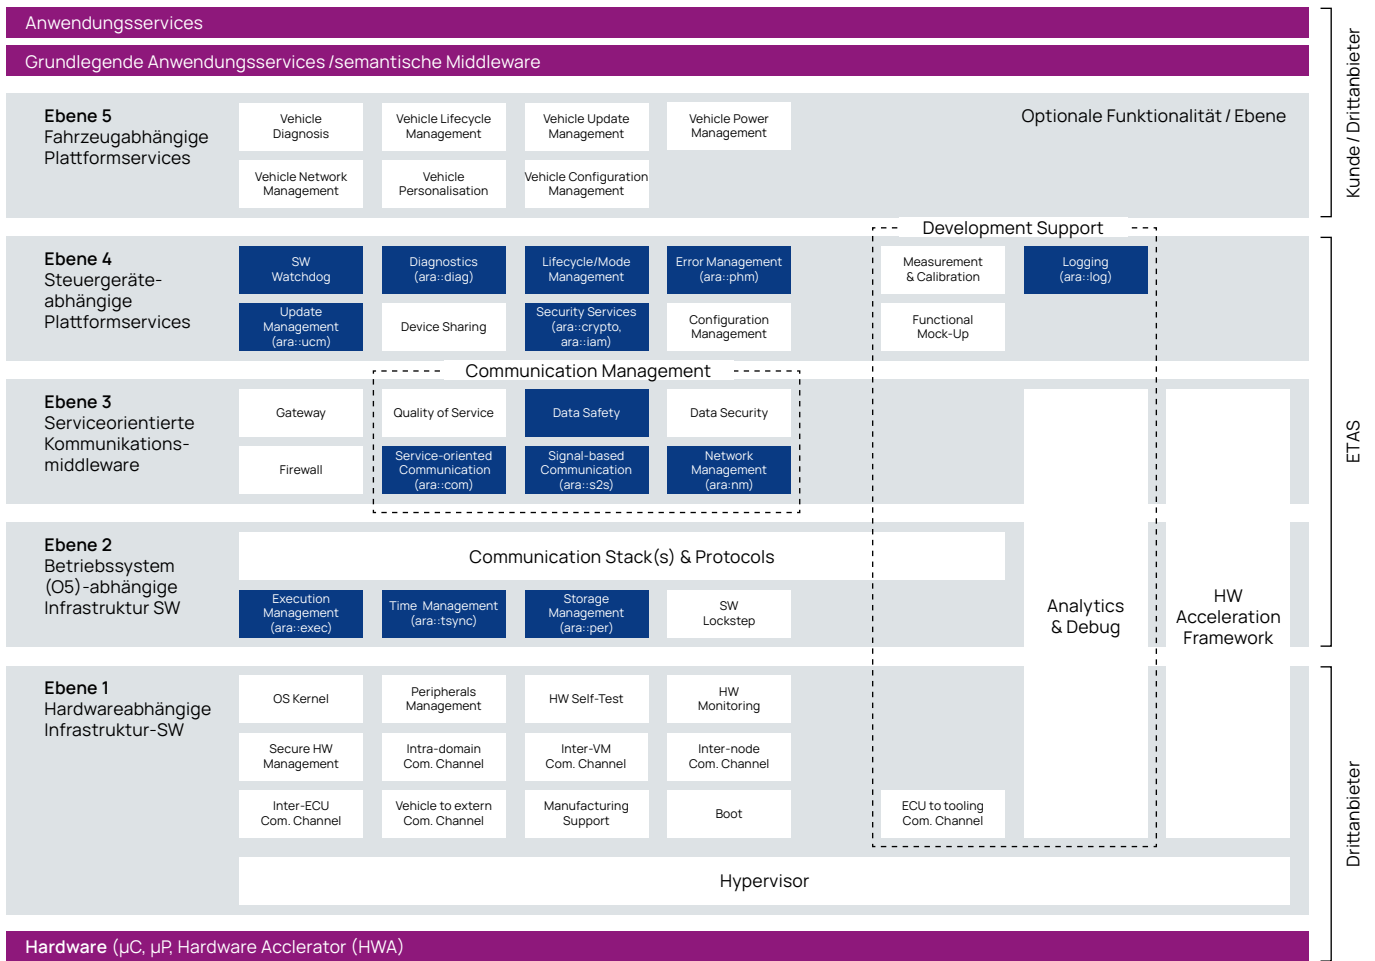 Anwendungsservices
Grundlegende Anwendungsservices /semantische Middleware
Ebene 5
Fahrzeugabhängige
Plattformservices
Vehicle
Diagnosis
Vehicle Lifecycle
Management
Vehicle Update
Management
Vehicle Power
Management
Optionale Funktionalität / Ebene
Vehicle Network
Management
Vehicle
Personalisation
Vehicle Configuration
Management
Kunde / Drittanbieter
Development Support
Ebene 4
Steuergeräte-
abhängige
Plattformservices
SW
Watchdog
Diagnostics
(ara::diag)
Lifecycle/Mode
Management
Error Management
(ara::phm)
Measurement
& Calibration
Logging
(ara::log)
Update
Management
(ara::ucm)
Device Sharing
Security Services
(ara::crypto,
ara::iam)
Configuration
Management
Functional
Mock-Up
Communication Management
Ebene 3
Serviceorientierte
Kommunikations-
middleware
Gateway
Quality of Service
Data Safety
Data Security
Firewall
Service-oriented
Communication
(ara::com)
Signal-based
Communication
(ara::s2s)
Network
Management
(ara:nm)
ETAS
Ebene 2
Betriebssystem
(O5)-abhängige
Infrastruktur SW
Communication Stack(s) & Protocols
Execution
Management
(ara::exec)
Time Management
(ara::tsync)
Storage
Management
(ara::per)
SW
Lockstep
Analytics
& Debug
HW
Acceleration
Framework
Ebene 1
Hardwareabhängige
Infrastruktur-SW
OS Kernel
Peripherals
Management
HW Self-Test
HW
Monitoring
Secure HW
Management
Intra-domain
Com. Channel
Inter-VM
Com. Channel
Inter-node
Com. Channel
Inter-ECU
Com. Channel
Vehicle to extern
Com. Channel
Manufacturing
Support
Boot
ECU to tooling
Com. Channel
Hypervisor
Drittanbieter
Hardware (µC, µP, Hardware Acclerator (HWA)